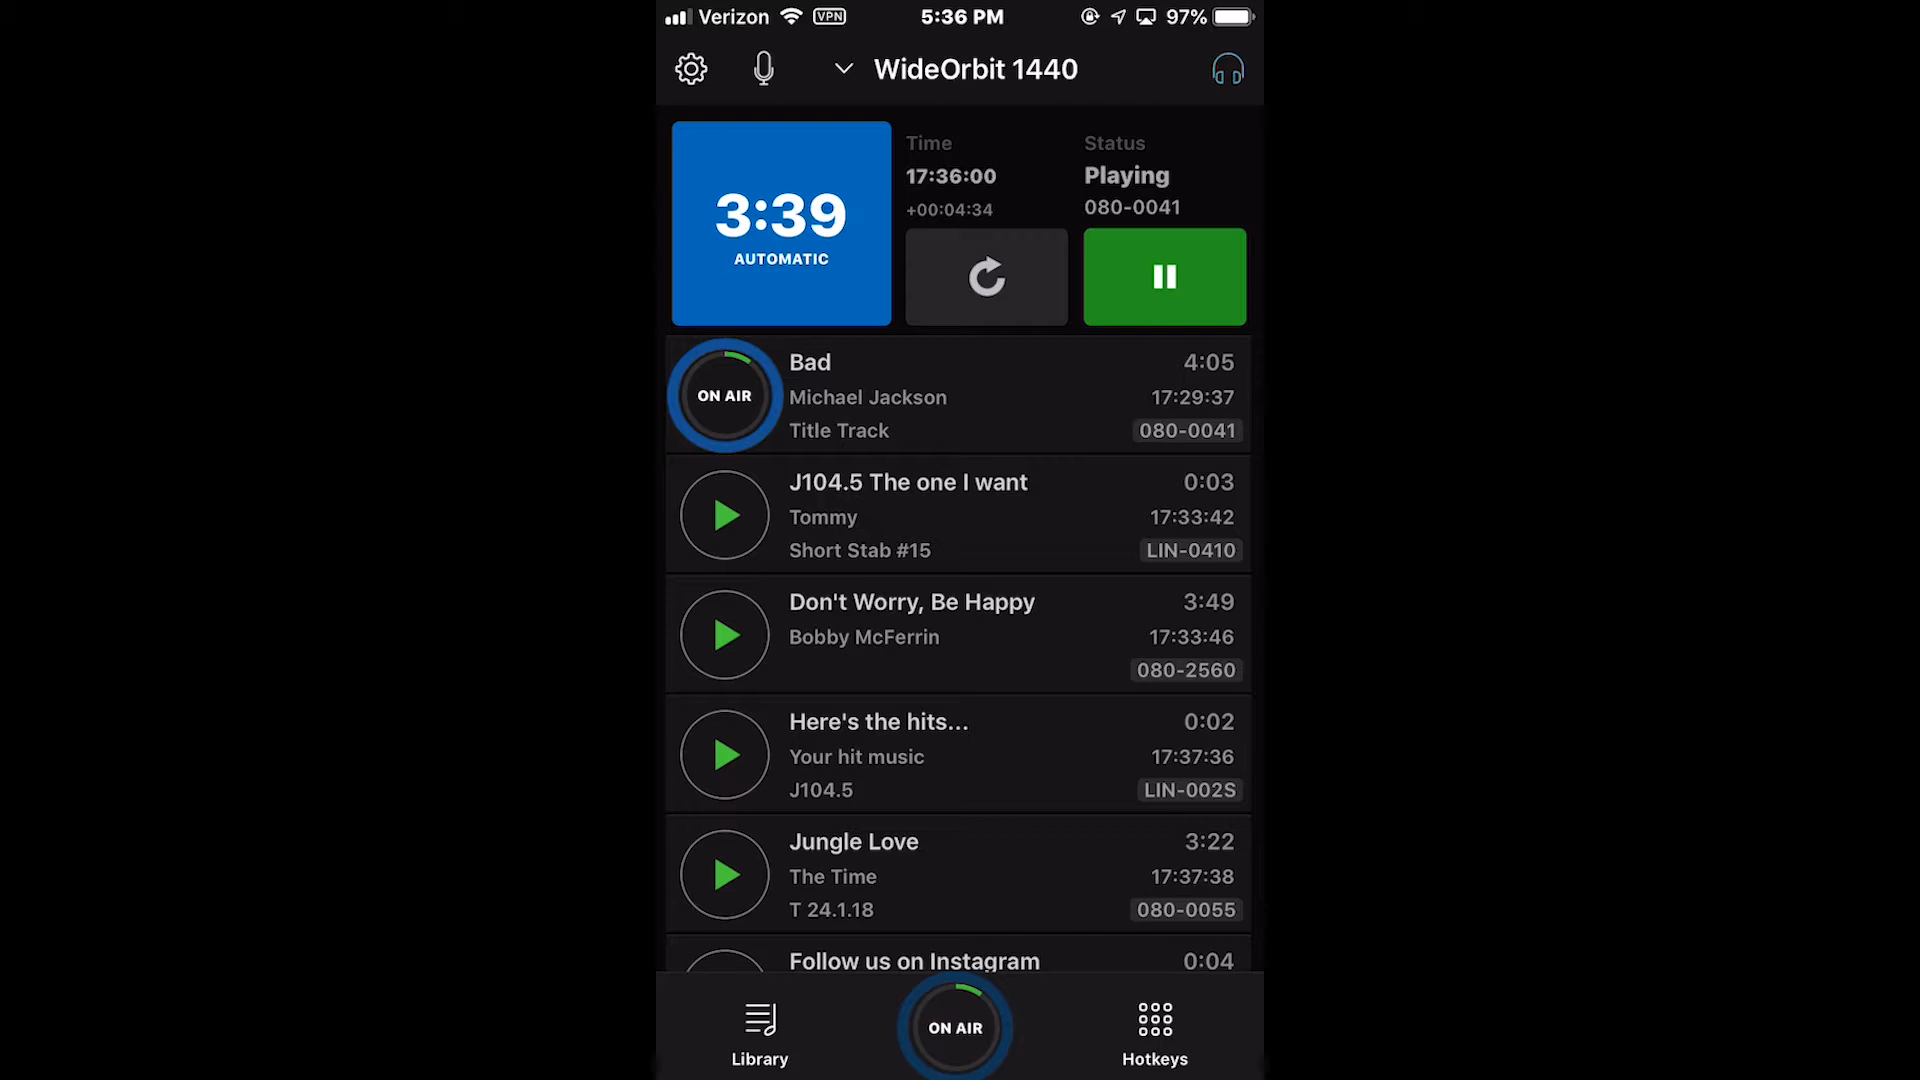 Verizon VPN 5:36 PM 97%
WideOrbit 1440
3:39
AUTOMATIC
Time
17:36:00
+00:04:34
Status
Playing
080-0041
ON AIR
Bad 4:05
Michael Jackson 17:29:37
Title Track 080-0041
J104.5 The one I want 0:03
Tommy 17:33:42
Short Stab #15 LIN-0410
Don't Worry, Be Happy 3:49
Bobby McFerrin 17:33:46
080-2560
Here's the hits... 0:02
Your hit music 17:37:36
J104.5 LIN-002S
Jungle Love 3:22
The Time 17:37:38
T 24.1.18 080-0055
Follow us on Instagram 0:04
Library
ON AIR
Hotkeys